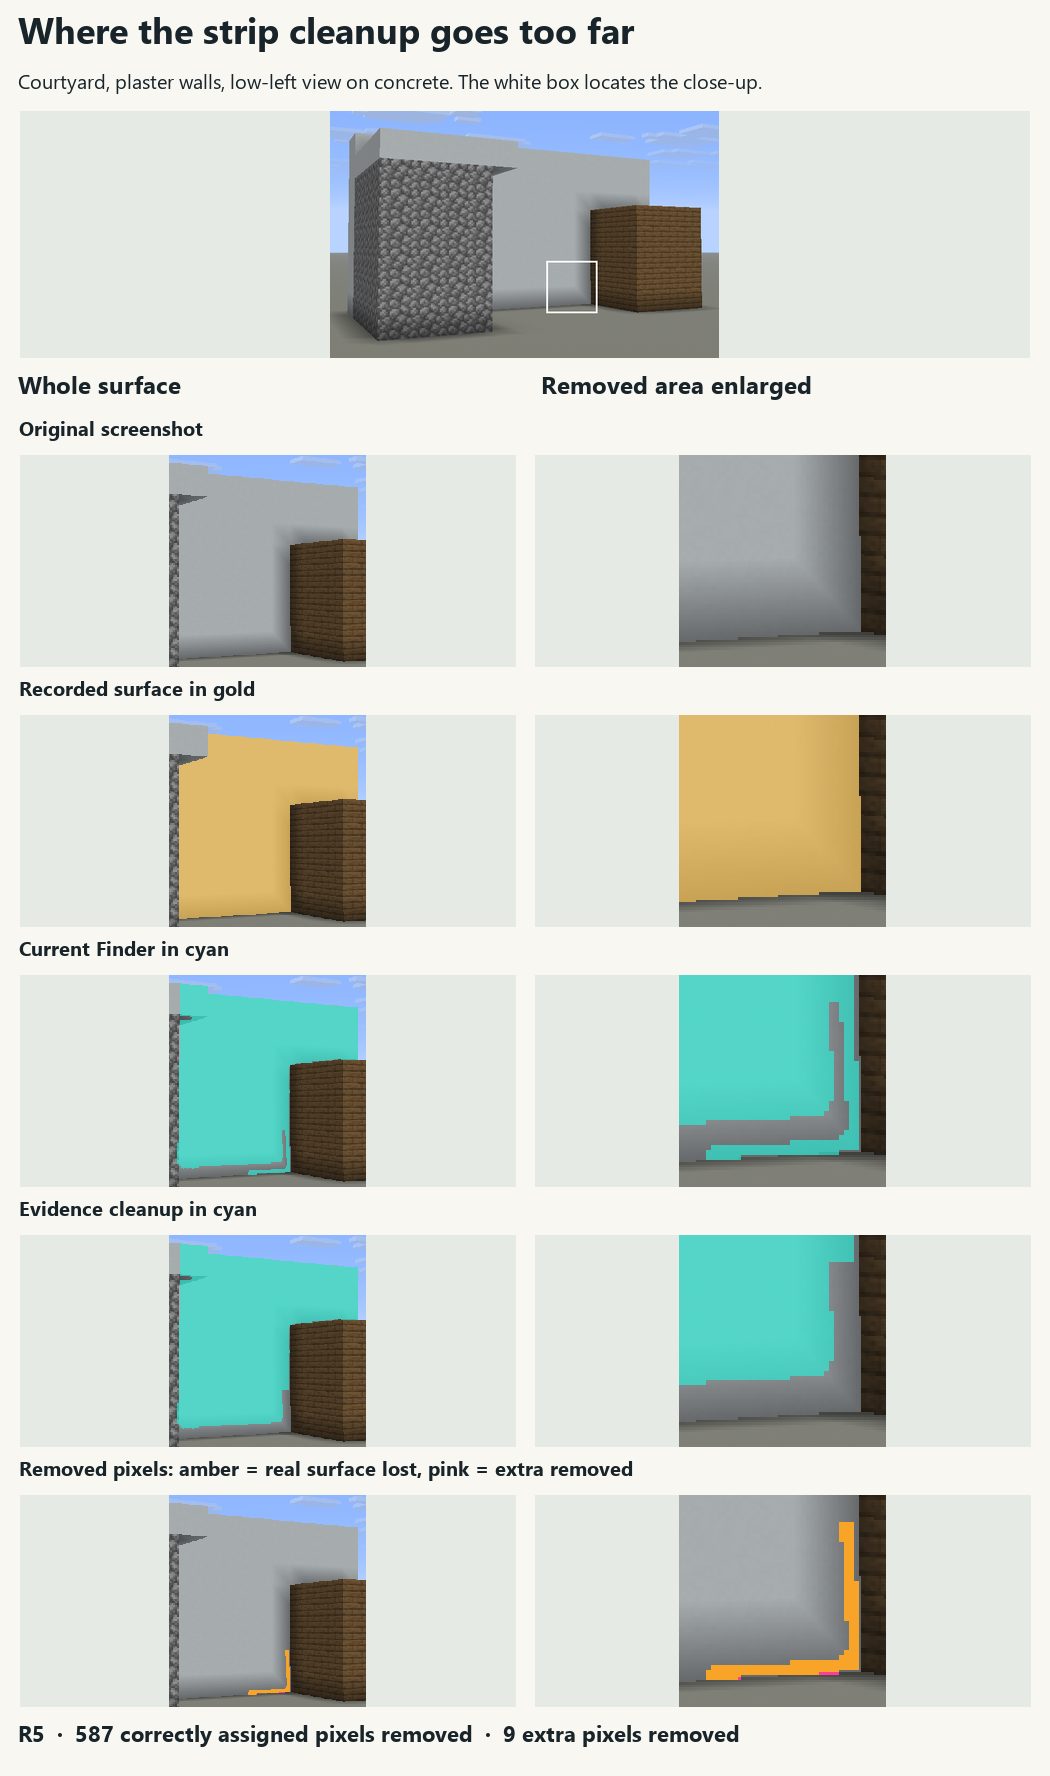 Where the strip cleanup goes too far
Courtyard, plaster walls, low-left view on concrete. The white box locates the close-up.
Whole surface
Removed area enlarged
Original screenshot
Recorded surface in gold
Current Finder in cyan
Evidence cleanup in cyan
Removed pixels: amber = real surface lost, pink = extra removed
R5 · 587 correctly assigned pixels removed · 9 extra pixels removed